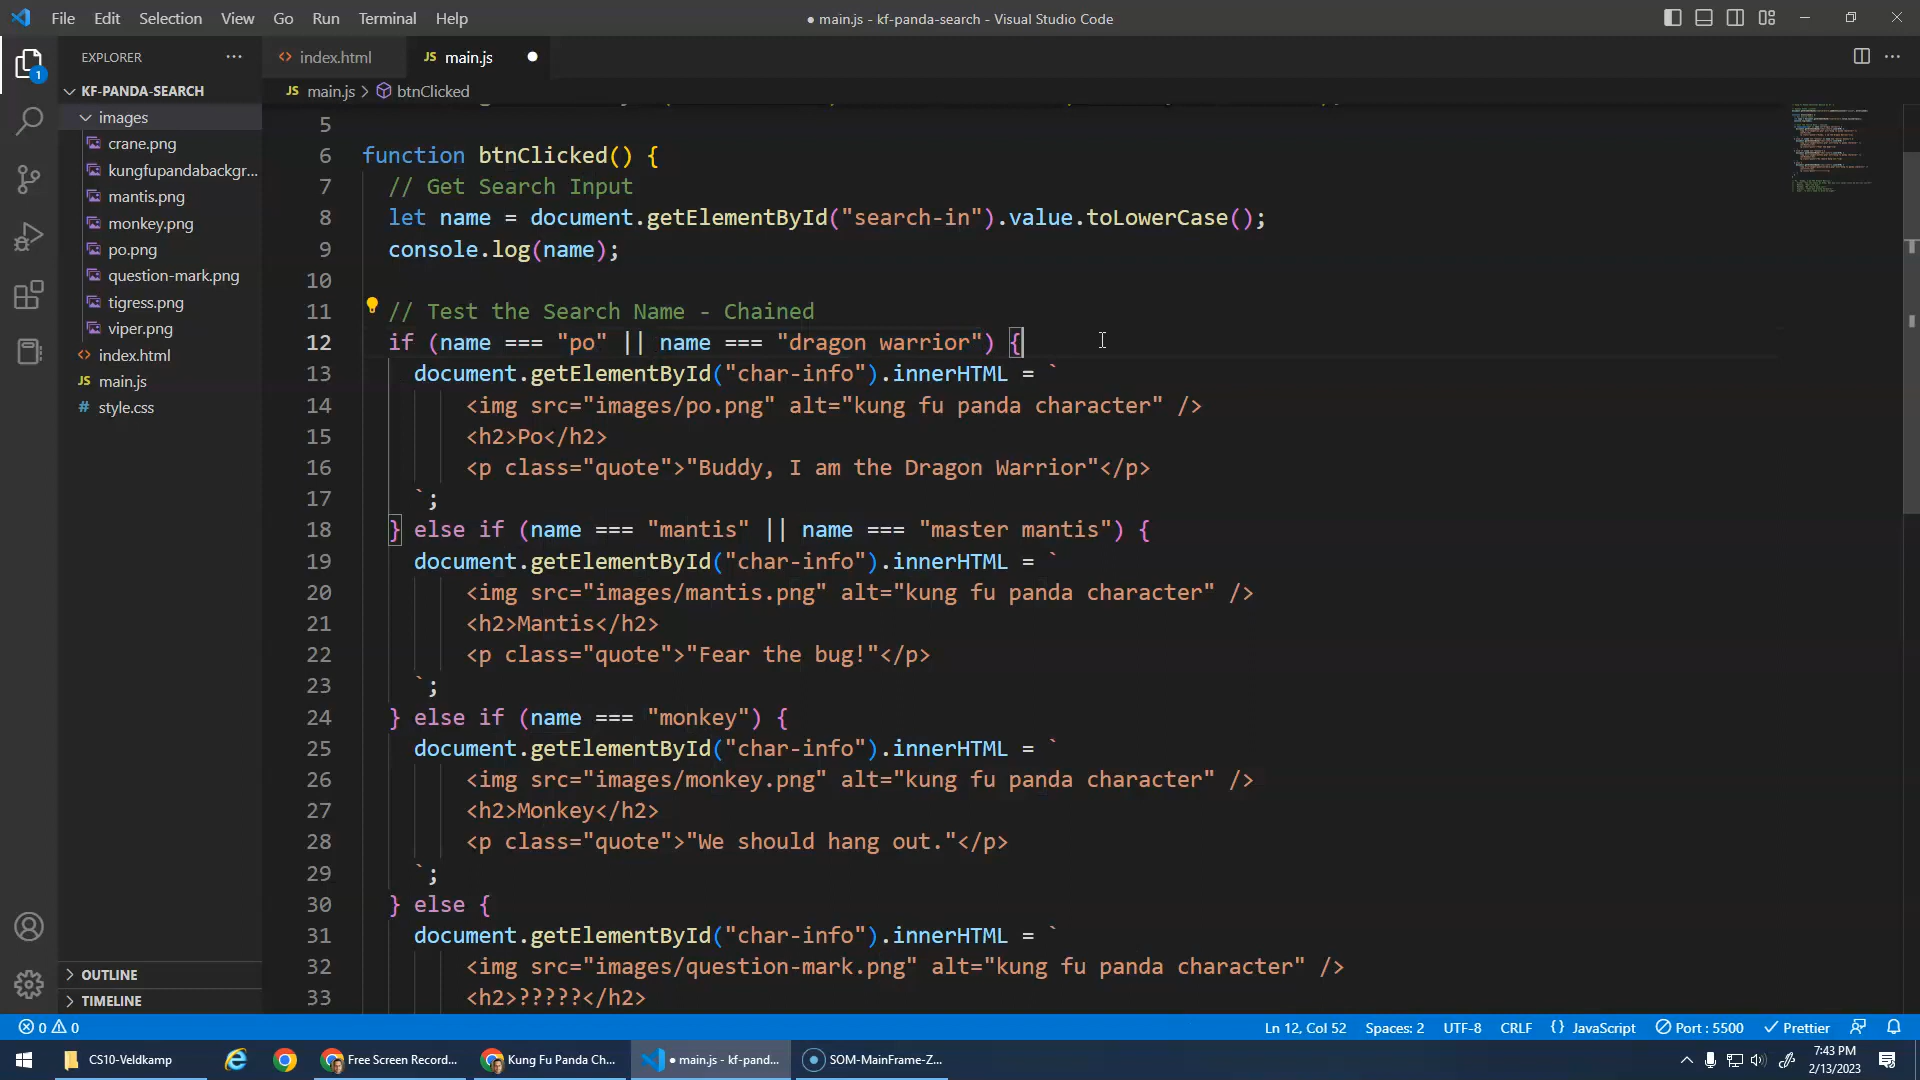 File Edit Selection View Go Run Terminal Help
● main.js - kf-panda-search - Visual Studio Code
EXPLORER
KF-PANDA-SEARCH
images
crane.png
kungfupandabackgr...
mantis.png
monkey.png
po.png
question-mark.png
tigress.png
viper.png
index.html
main.js
style.css
OUTLINE
TIMELINE
index.html
JS main.js ●
JS main.js > btnClicked
5
6 function btnClicked() {
7 // Get Search Input
8 let name = document.getElementById("search-in").value.toLowerCase();
9 console.log(name);
10
11 // Test the Search Name - Chained
12 if (name === "po" || name === "dragon warrior") {
13 document.getElementById("char-info").innerHTML = `
14 <img src="images/po.png" alt="kung fu panda character" />
15 <h2>Po</h2>
16 <p class="quote">"Buddy, I am the Dragon Warrior"</p>
17 `;
18 } else if (name === "mantis" || name === "master mantis") {
19 document.getElementById("char-info").innerHTML = `
20 <img src="images/mantis.png" alt="kung fu panda character" />
21 <h2>Mantis</h2>
22 <p class="quote">"Fear the bug!"</p>
23 `;
24 } else if (name === "monkey") {
25 document.getElementById("char-info").innerHTML = `
26 <img src="images/monkey.png" alt="kung fu panda character" />
27 <h2>Monkey</h2>
28 <p class="quote">"We should hang out."</p>
29 `;
30 } else {
31 document.getElementById("char-info").innerHTML = `
32 <img src="images/question-mark.png" alt="kung fu panda character" />
33 <h2>?????</h2>
0 0
Ln 12, Col 52 Spaces: 2 UTF-8 CRLF {} JavaScript Port : 5500 Prettier
CS10-Veldkamp
Free Screen Record...
Kung Fu Panda Ch...
● main.js - kf-pand...
SOM-MainFrame-Z...
7:43 PM
2/13/2023